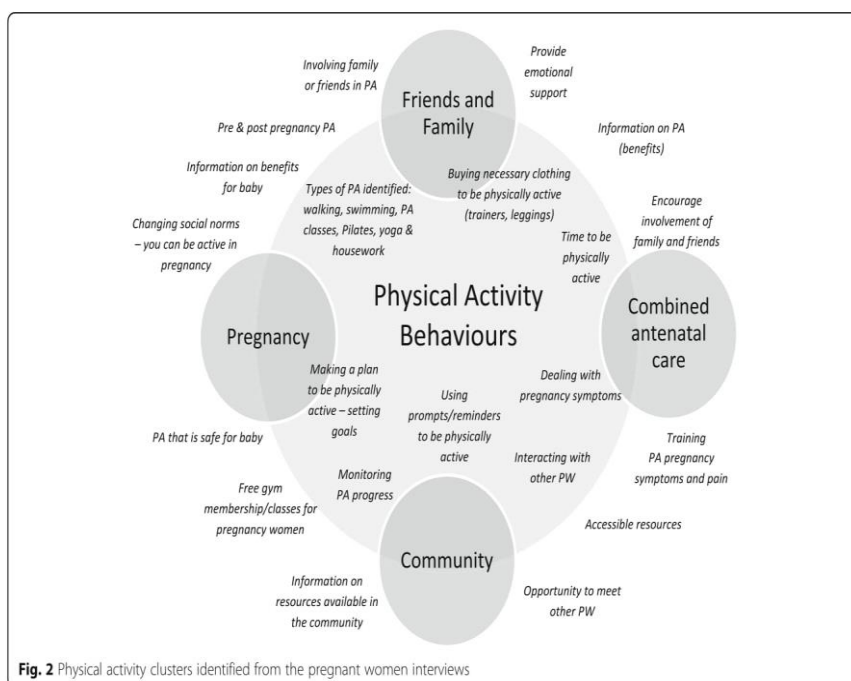 Involving family
or friends in PA
Provide
emotional
support
Friends and
Family
Pre & post pregnancy PA
Information on PA
(benefits)
Information on benefits
for baby
Types of PA identified:
walking, swimming, PA
classes, Pilates, yoga &
housework
Buying necessary clothing
to be physically active
(trainers, leggings)
Changing social norms
– you can be active in
pregnancy
Time to be
physically
active
Encourage
involvement of
family and friends
Pregnancy
Physical Activity
Behaviours
Combined
antenatal
care
Making a plan
to be physically
active – setting
goals
Using
prompts/reminders
to be physically
active
Dealing with
pregnancy symptoms
PA that is safe for baby
Training
PA pregnancy
symptoms and pain
Monitoring
PA progress
Interacting with
other PW
Free gym
membership/classes for
pregnancy women
Accessible resources
Community
Information on
resources available in
the community
Opportunity to meet
other PW
Fig. 2 Physical activity clusters identified from the pregnant women interviews